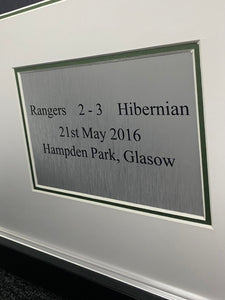 Rangers 2 - 3 Hibernian
21st May 2016
Hampden Park, Glasow